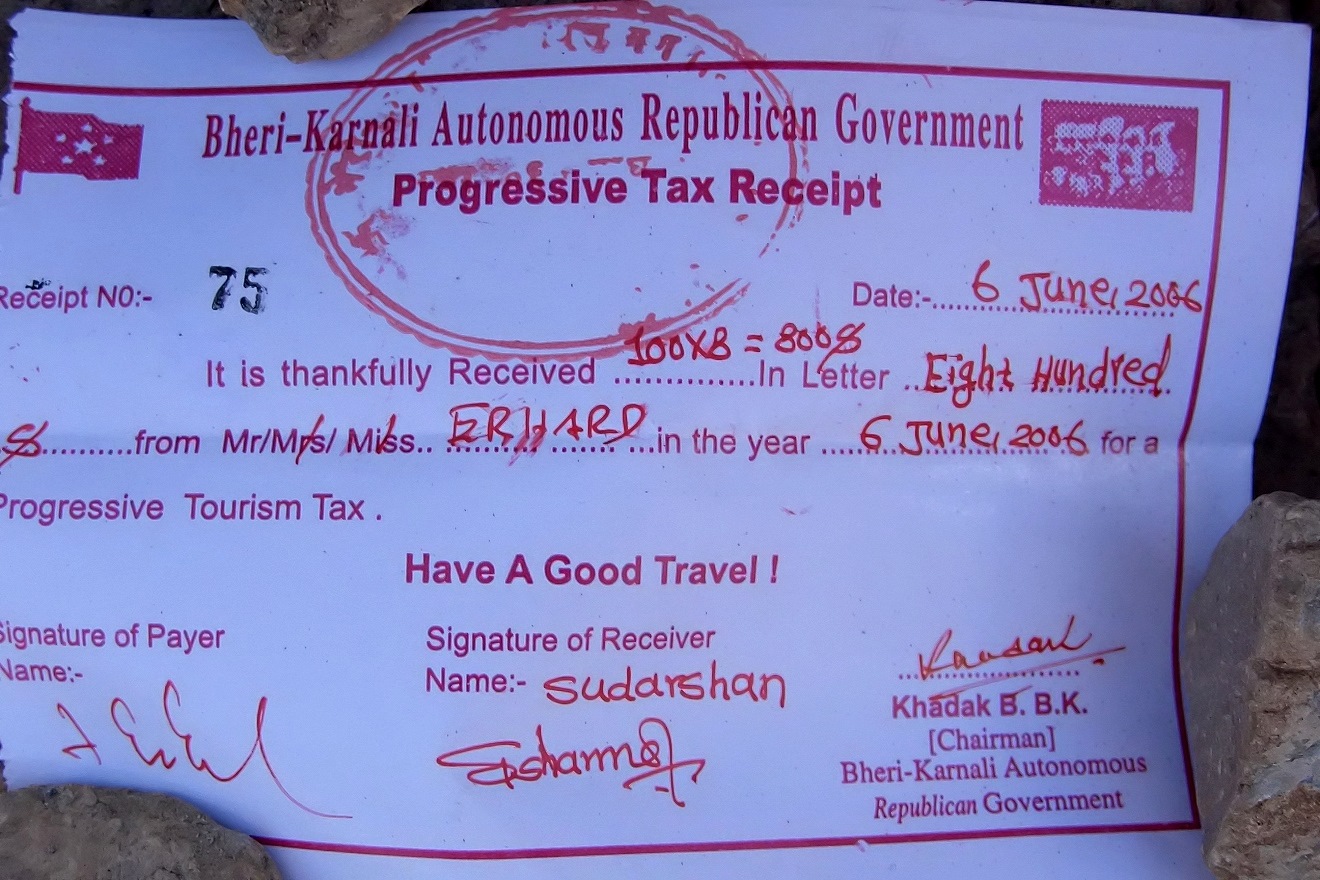 Bheri-Karnali Autonomous Republican Government
Progressive Tax Receipt
Receipt N0:- 75
Date:-.... 6 June, 2006
It is thankfully Received 100X8 = 800$ In Letter .. Eight Hundred
$ ..........from Mr/Mrs/ Miss.. ERHARD ...in the year ..... 6 June, 2006 for a
Progressive Tourism Tax .
Have A Good Travel !
Signature of Payer
Name:-
Signature of Receiver
Name:- sudarshan
Khadak B. B.K.
[Chairman]
Bheri-Karnali Autonomous
Republican Government